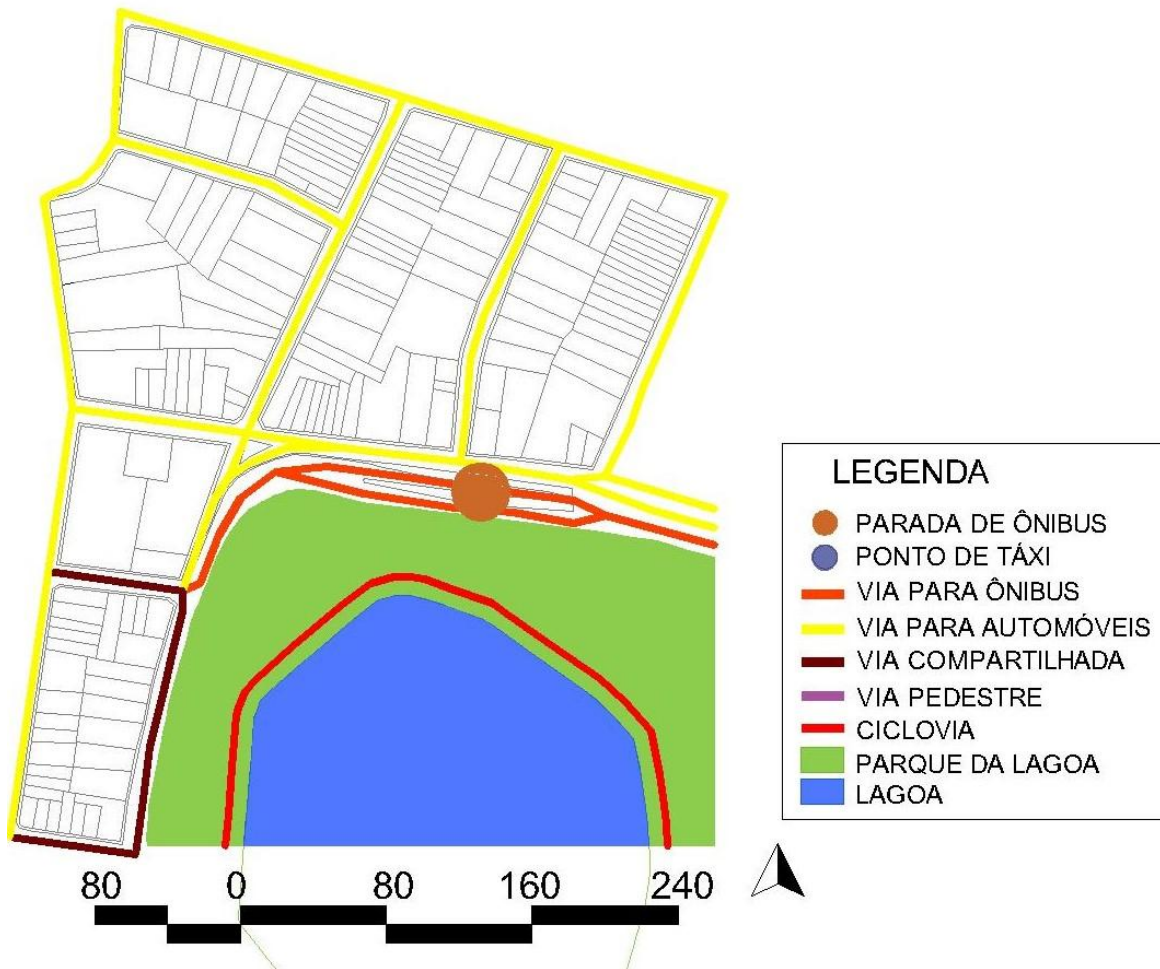 LEGENDA
PARADA DE ÔNIBUS
PONTO DE TÁXI
VIA PARA ÔNIBUS
VIA PARA AUTOMÓVEIS
VIA COMPARTILHADA
VIA PEDESTRE
CICLOVIA
PARQUE DA LAGOA
LAGOA
80 0 80 160 240